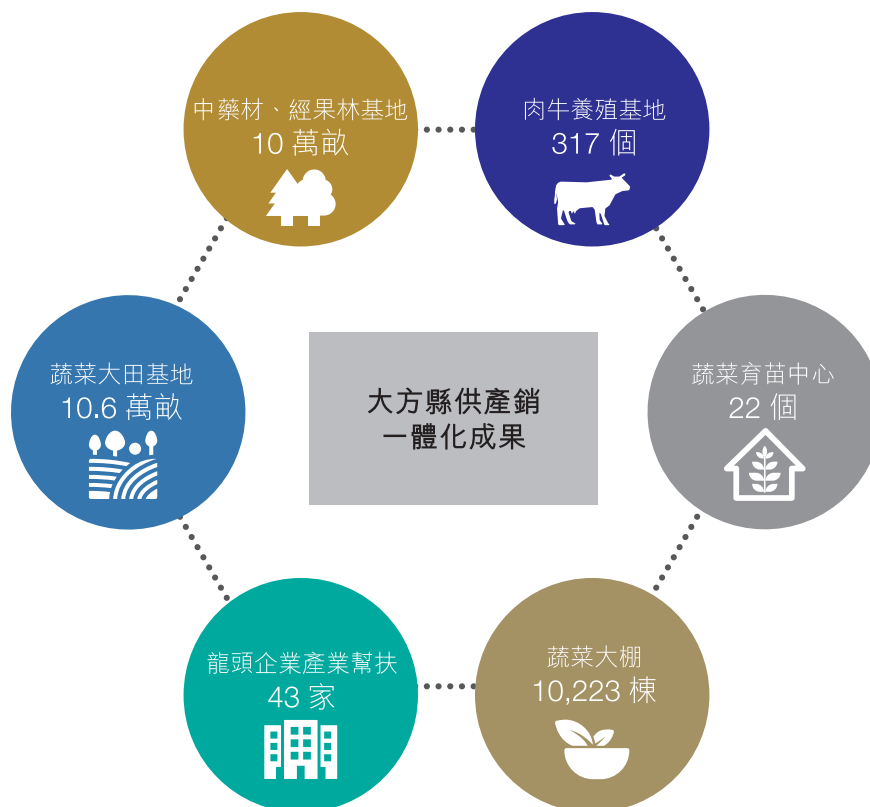 中藥材、經果林基地
10 萬畝
肉牛養殖基地
317 個
蔬菜大田基地
10.6 萬畝
大方縣供產銷
一體化成果
蔬菜育苗中心
22 個
龍頭企業產業幫扶
43 家
蔬菜大棚
10,223 棟